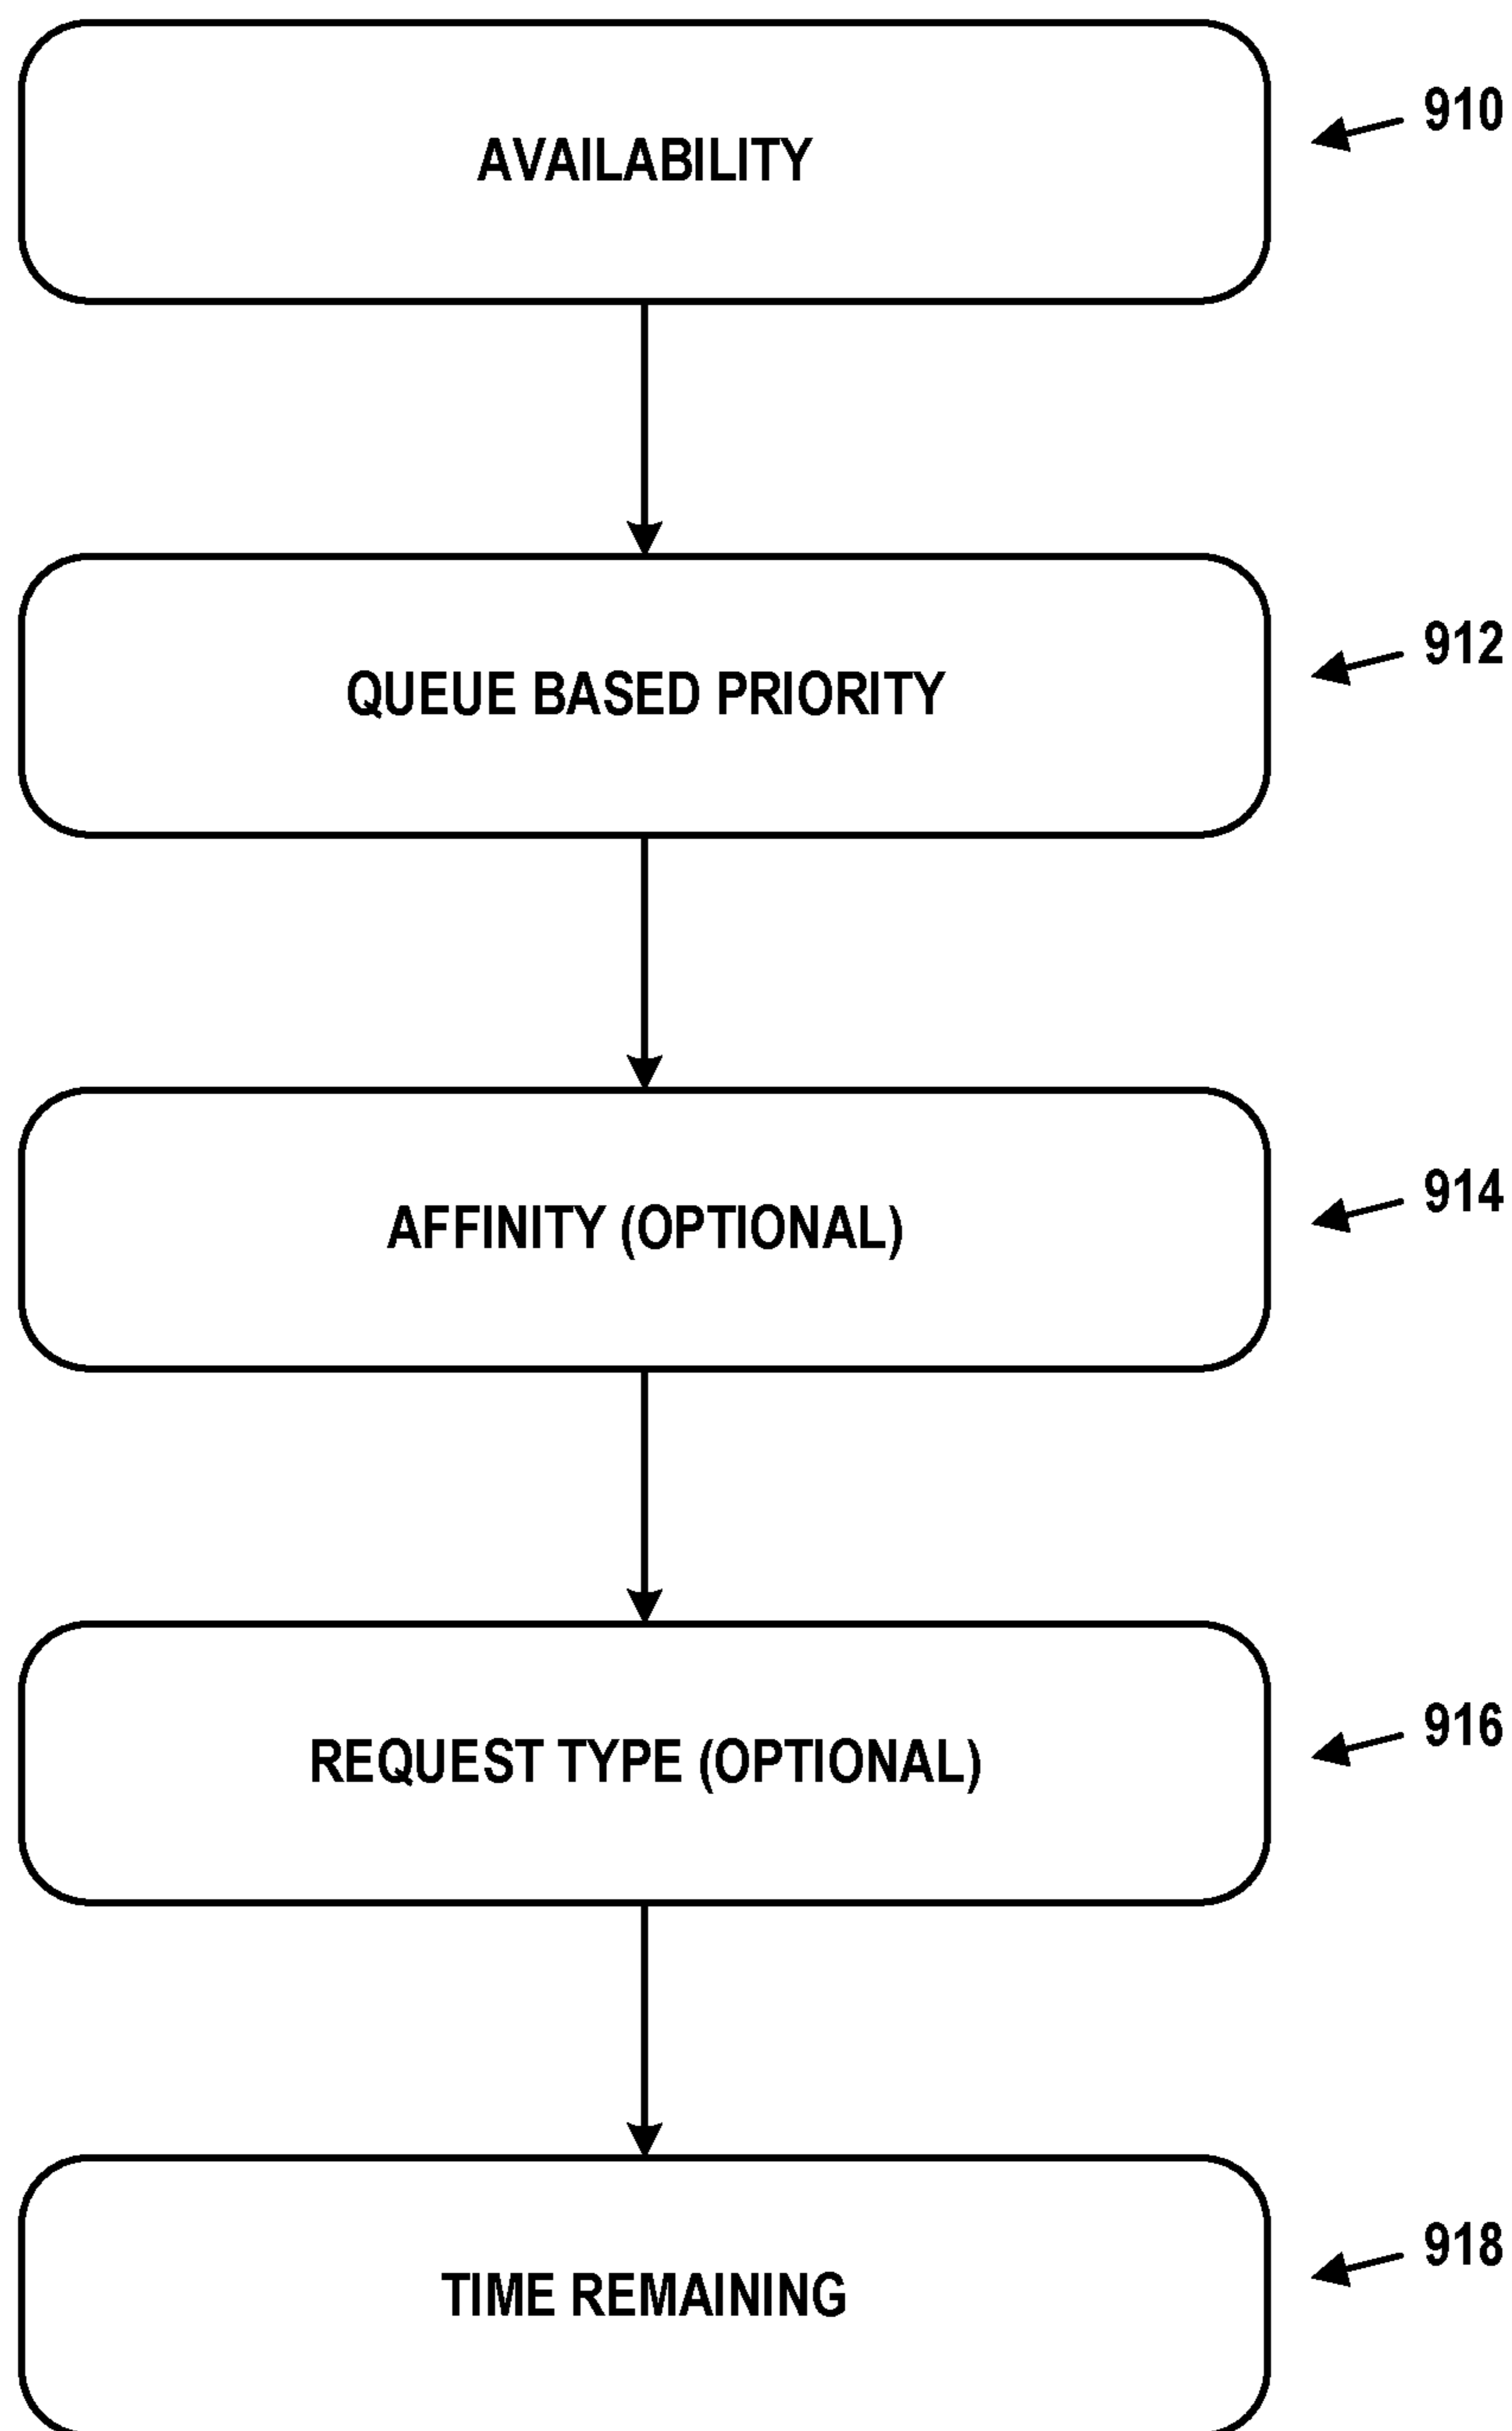 AVAILABILITY
910
QUEUE BASED PRIORITY
912
AFFINITY (OPTIONAL)
914
REQUEST TYPE (OPTIONAL)
916
TIME REMAINING
918